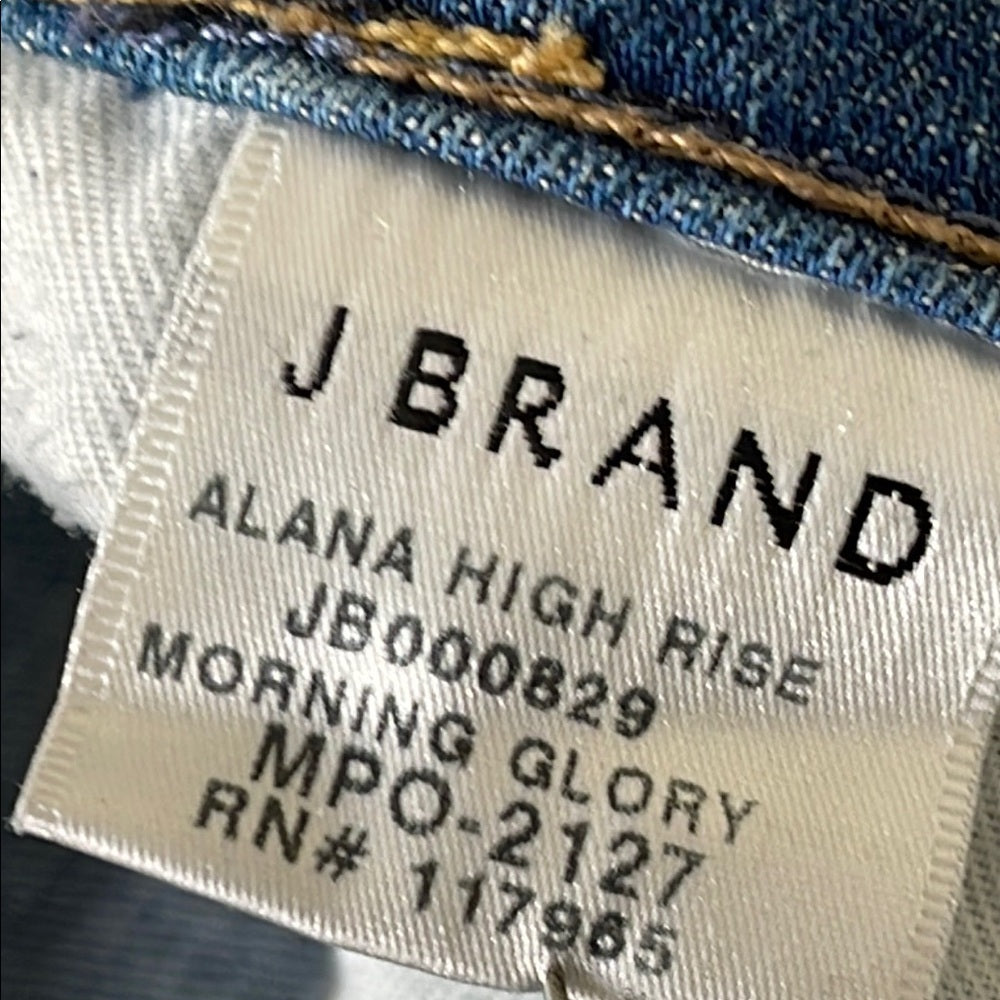 J BRAND
ALANA HIGH RISE
JB000829
MORNING GLORY
MPO-2127
RN# 117965